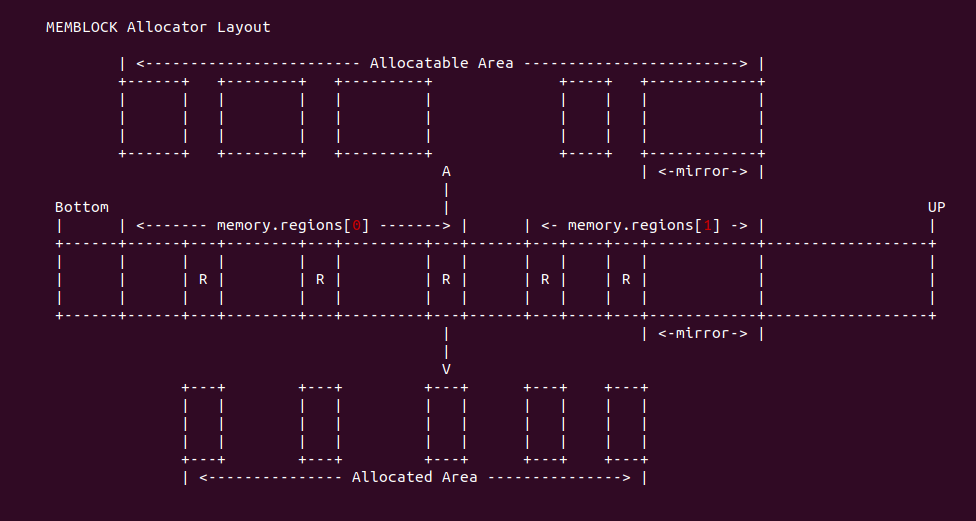 MEMBLOCK Allocator Layout
| <------------------------ Allocatable Area ------------------------> |
A
| <-mirror-> |
Bottom
UP
| <------- memory.regions[0] -------> |
| <- memory.regions[1] -> |
R R R R R
| <-mirror-> |
V
| <--------------- Allocated Area ---------------> |